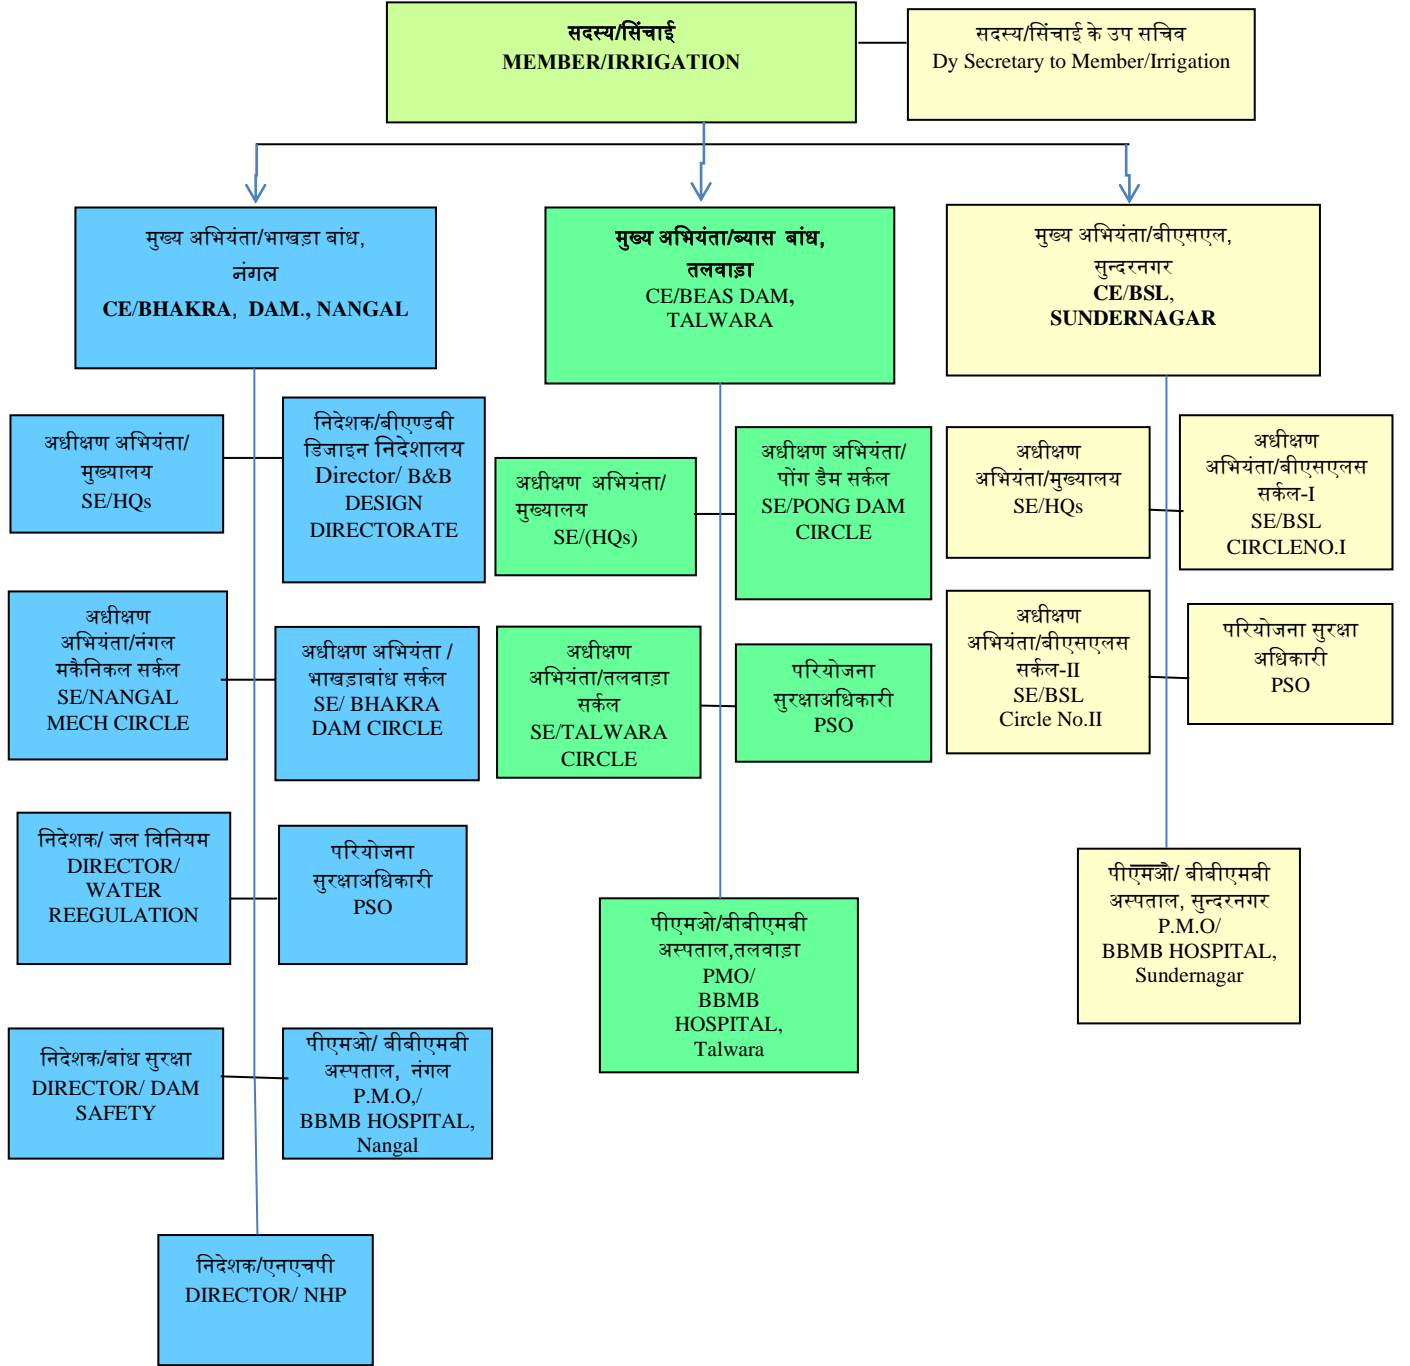 सदस्य/सिंचाई
MEMBER/IRRIGATION
सदस्य/सिंचाई के उप सचिव
Dy Secretary to Member/Irrigation
मुख्य अभियंता/भाखड़ा बांध,
नंगल
CE/BHAKRA, DAM., NANGAL
मुख्य अभियंता/ब्यास बांध,
तलवाड़ा
CE/BEAS DAM,
TALWARA
मुख्य अभियंता/बीएसएल,
सुन्दरनगर
CE/BSL,
SUNDERNAGAR
अधीक्षण अभियंता/
मुख्यालय
SE/HQs
निदेशक/बीएण्डबी
डिजाइन निदेशालय
Director/ B&B
DESIGN
DIRECTORATE
अधीक्षण अभियंता/
मुख्यालय
SE/(HQs)
अधीक्षण अभियंता/
पोंग डैम सर्कल
SE/PONG DAM
CIRCLE
अधीक्षण
अभियंता/मुख्यालय
SE/HQs
अधीक्षण
अभियंता/बीएसएलस
सर्कल-I
SE/BSL
CIRCLENO.I
अधीक्षण
अभियंता/नंगल
मकैनिकल सर्कल
SE/NANGAL
MECH CIRCLE
अधीक्षण अभियंता /
भाखड़ाबांध सर्कल
SE/ BHAKRA
DAM CIRCLE
अधीक्षण
अभियंता/तलवाड़ा
सर्कल
SE/TALWARA
CIRCLE
परियोजना
सुरक्षाअधिकारी
PSO
अधीक्षण
अभियंता/बीएसएलस
सर्कल-II
SE/BSL
Circle No.II
परियोजना सुरक्षा
अधिकारी
PSO
निदेशक/ जल विनियम
DIRECTOR/
WATER
REEGULATION
परियोजना
सुरक्षाअधिकारी
PSO
पीएमओ/बीबीएमबी
अस्पताल,तलवाड़ा
PMO/
BBMB
HOSPITAL,
Talwara
पीएमओ/ बीबीएमबी
अस्पताल, सुन्दरनगर
P.M.O/
BBMB HOSPITAL,
Sundernagar
निदेशक/बांध सुरक्षा
DIRECTOR/ DAM
SAFETY
पीएमओ/ बीबीएमबी
अस्पताल, नंगल
P.M.O,/
BBMB HOSPITAL,
Nangal
निदेशक/एनएचपी
DIRECTOR/ NHP